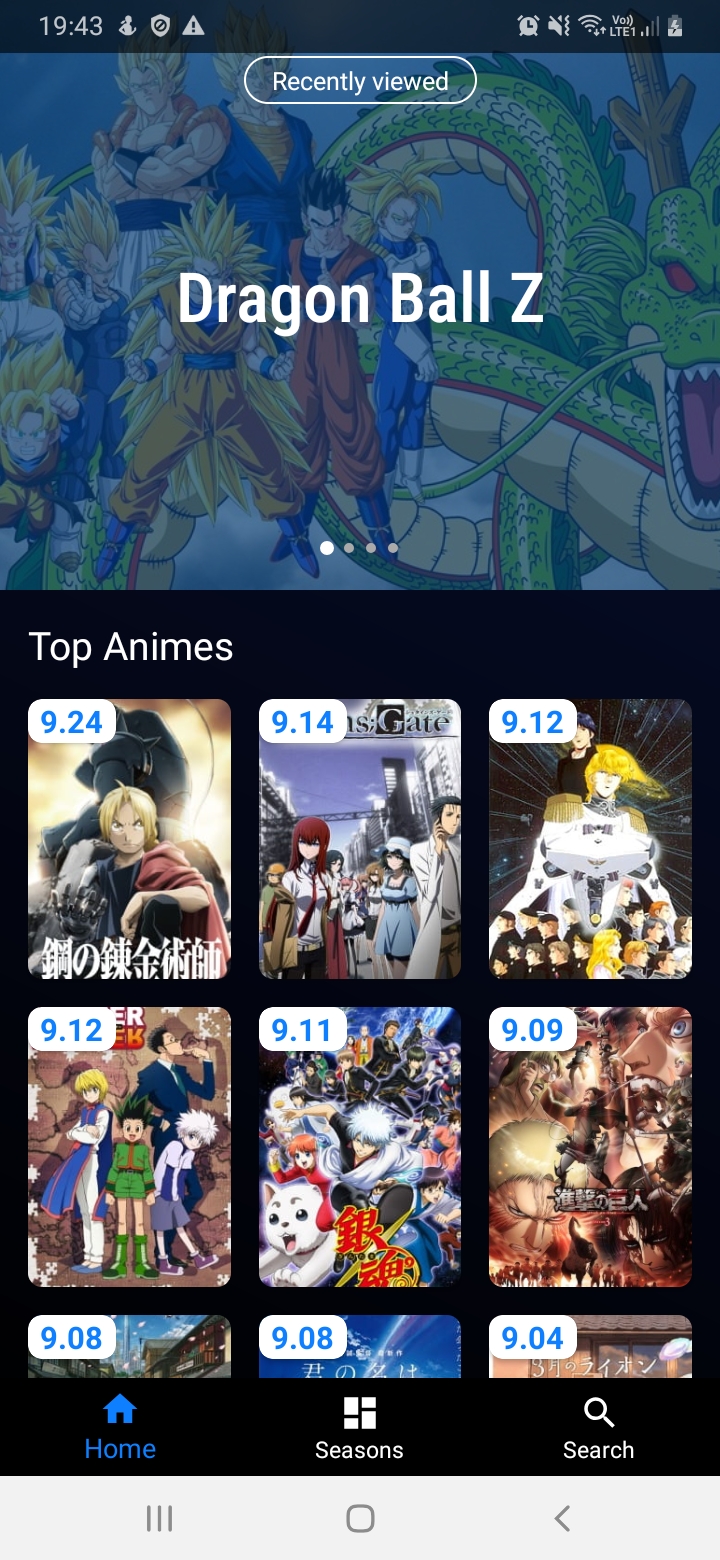 19:43
Vo))
LTE1
Recently viewed
Dragon Ball Z
Top Animes
9.24
9.14
9.12
ns;Gate
鋼の錬金術師
9.12
9.11
9.09
ER
進撃の巨人
3
銀
魂
9.08
9.08
9.04
君の名は
3月のライオン
Home
Seasons
Search